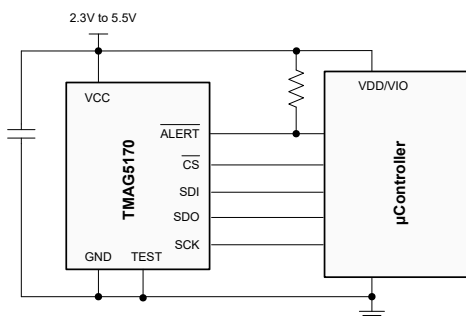 2.3V to 5.5V
VCC
VDD/VIO
ALERT
CS
SDI
SDO
SCK
GND TEST
TMAG5170
µController